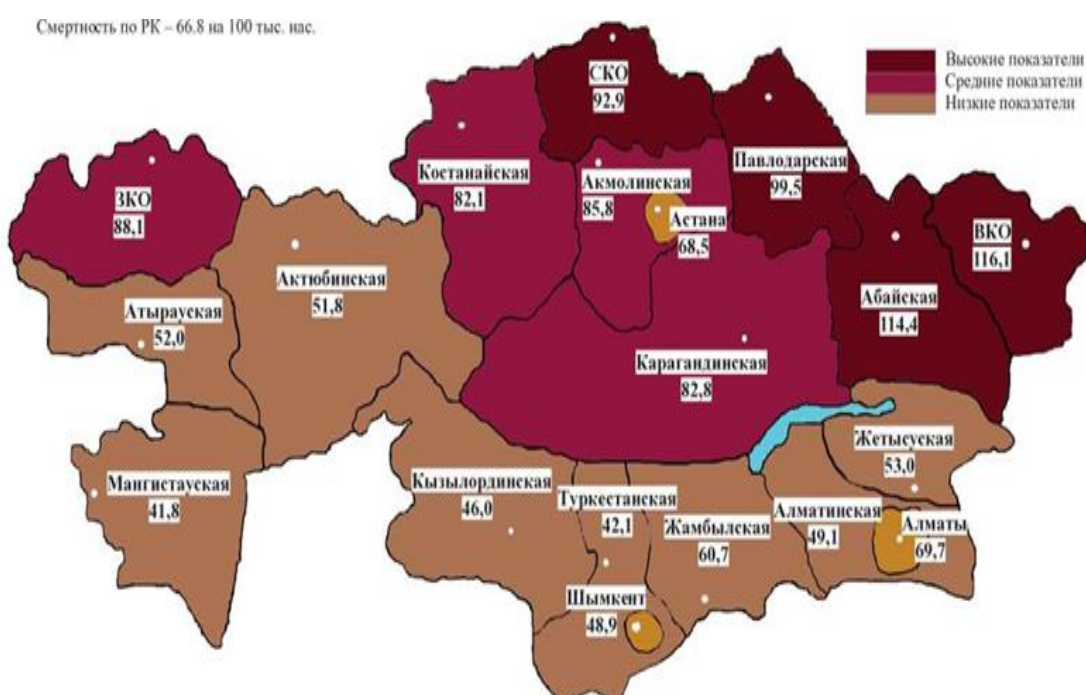 Смертность по РК – 66.8 на 100 тыс. нас.
Высокие показатели
Средние показатели
Низкие показатели
СКО
92,9
Костанайская
82,1
Акмолинская
85,8
Павлодарская
99,5
Астана
68,5
ЗКО
88,1
ВКО
116,1
Актюбинская
51,8
Абайская
114,4
Атырауская
52,0
Карагандинская
82,8
Жетысуская
53,0
Мангистауская
41,8
Кызылординская
46,0
Туркестанская
42,1
Жамбылская
60,7
Алматинская
49,1
Алматы
69,7
Шымкент
48,9